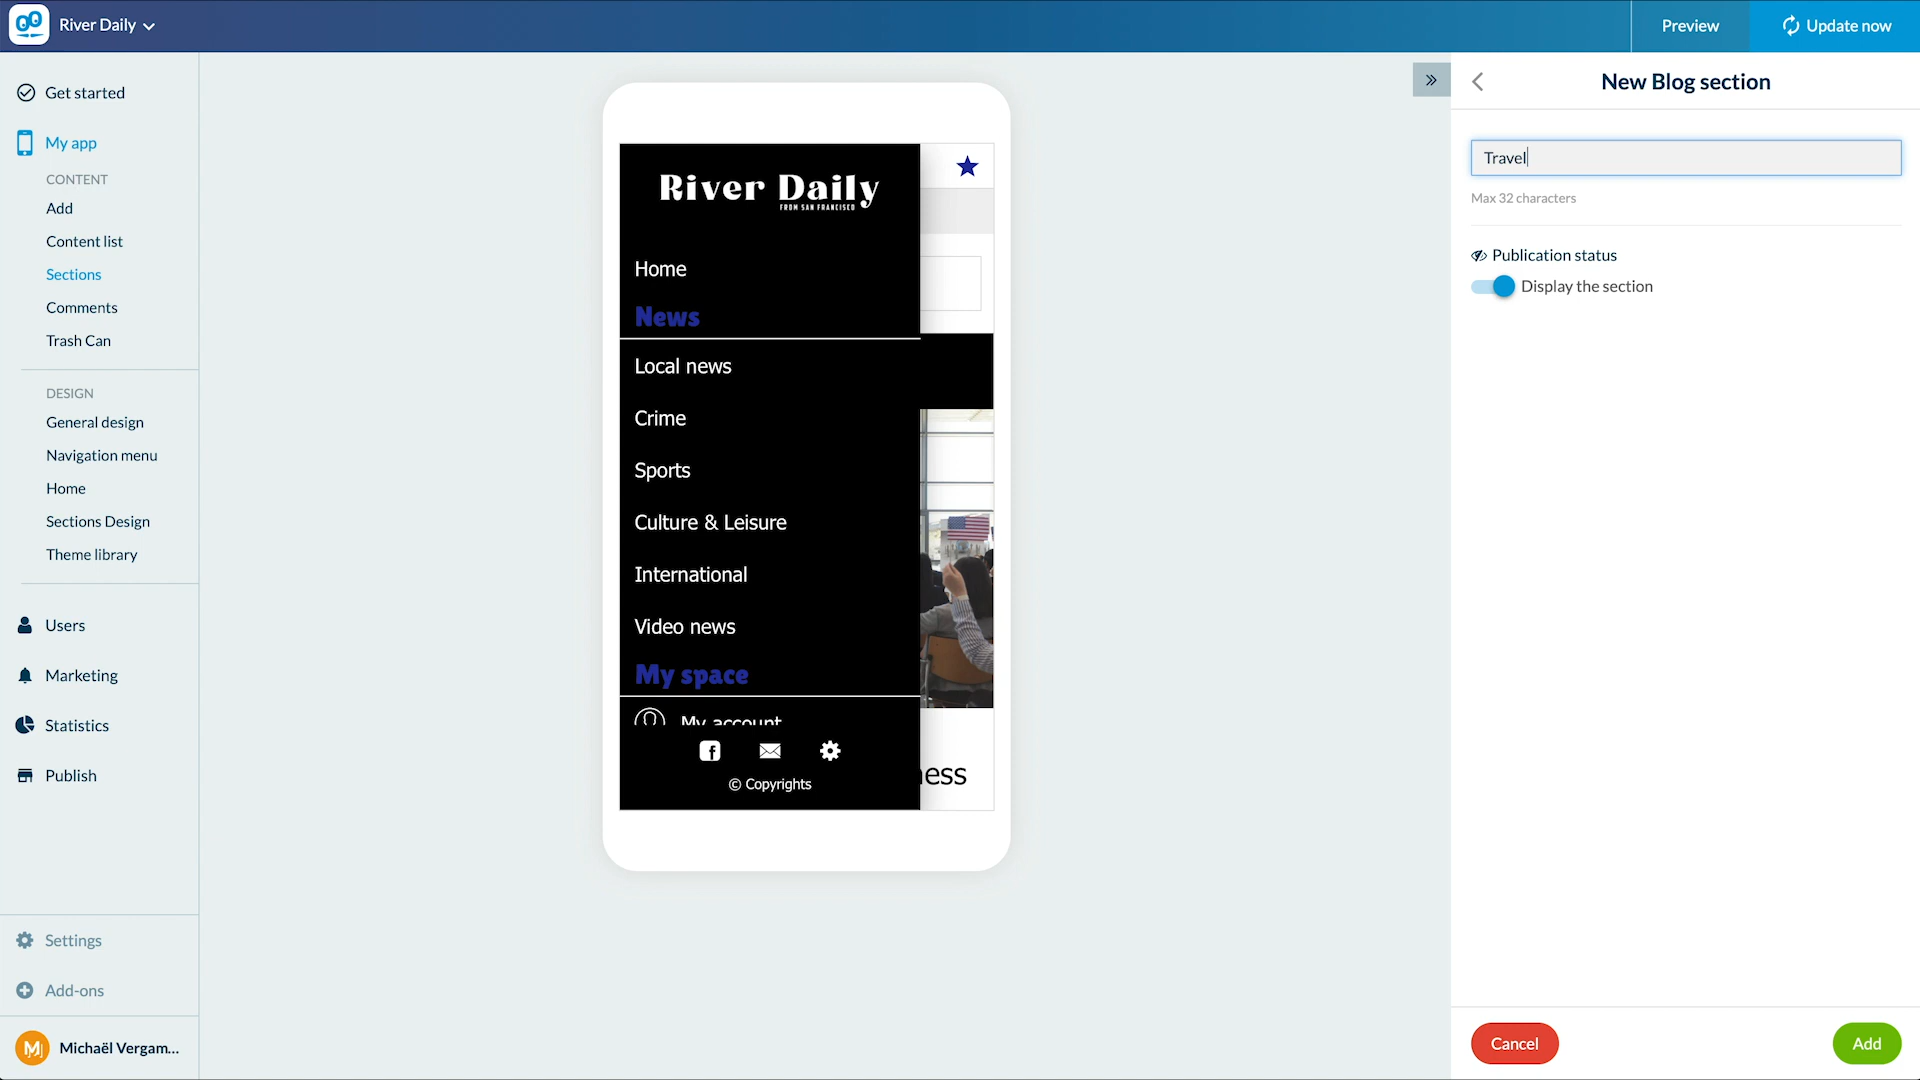 River Daily
Preview
Update now
Get started
My app
CONTENT
Add
Content list
Sections
Comments
Trash Can
DESIGN
General design
Navigation menu
Home
Sections Design
Theme library
Users
Marketing
Statistics
Publish
Settings
Add-ons
M
Michaël Vergam...
River Daily
FROM SAN FRANCISCO
Home
News
Local news
Crime
Sports
Culture & Leisure
International
Video news
My space
My account
© Copyrights
ess
New Blog section
Travel
Max 32 characters
Publication status
Display the section
Cancel
Add